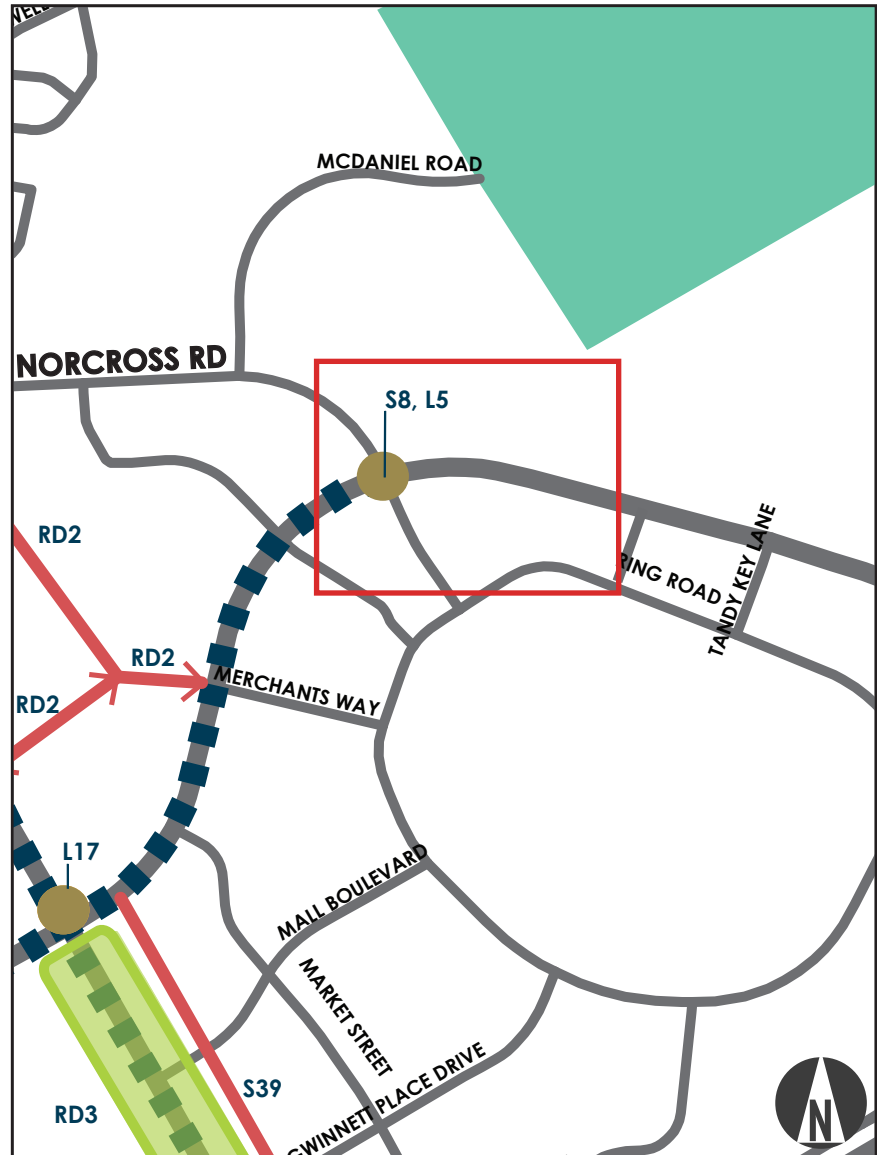 MCDANIEL ROAD
NORCROSS RD
S8, L5
RD2
TANDY KEY LANE
RING ROAD
RD2
MERCHANTS WAY
RD2
L17
MALL BOULEVARD
MARKET STREET
S39
GWINNETT PLACE DRIVE
RD3
N